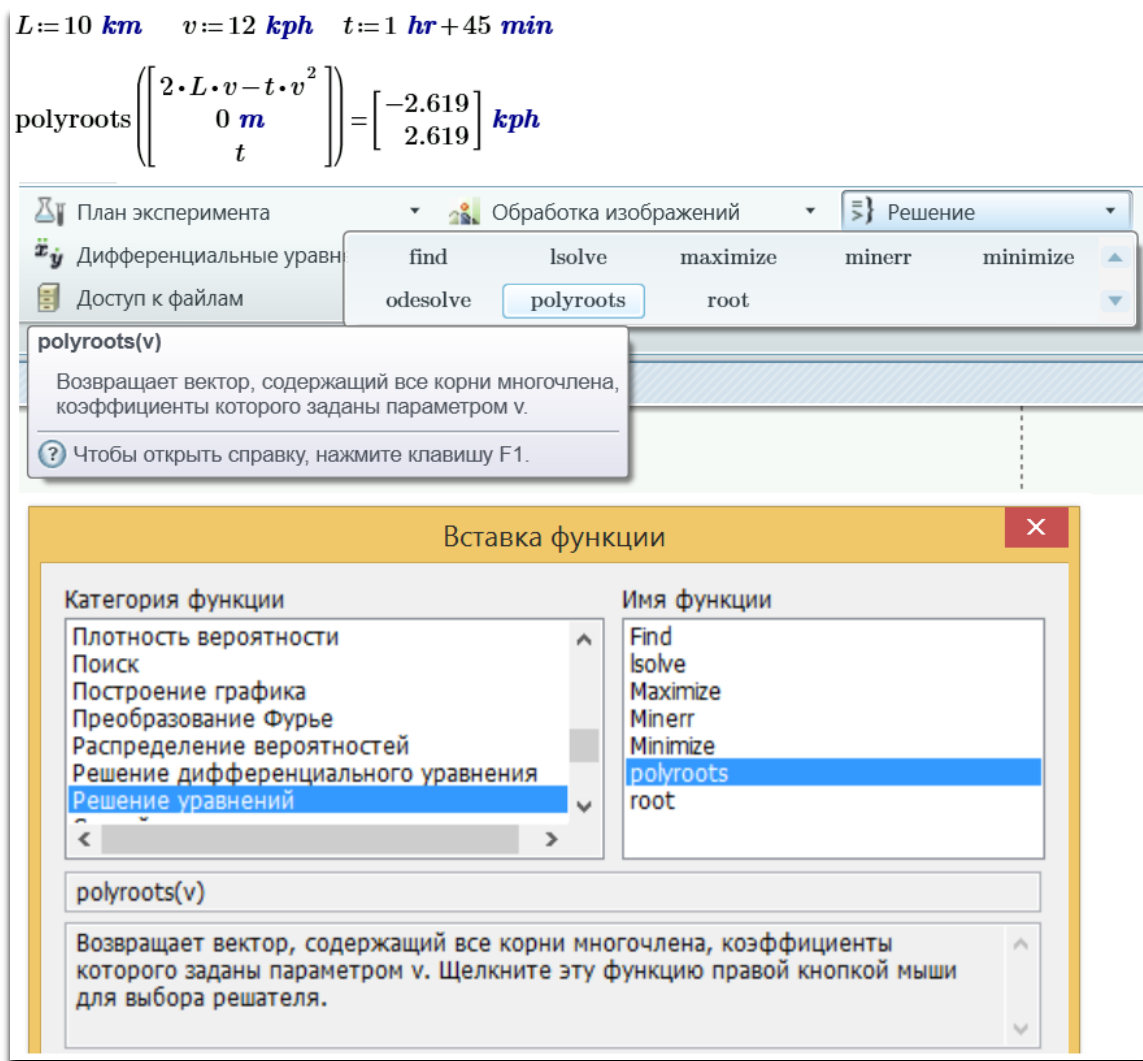 L:=10 km v:=12 kph t:=1 hr+45 min
polyroots([2·L·v−t·v² 0 m t])=[−2.619 2.619] kph
План эксперимента Обработка изображений Решение
Дифференциальные уравн find lsolve maximize minerr minimize
Доступ к файлам odesolve polyroots root
polyroots(v)
Возвращает вектор, содержащий все корни многочлена,
коэффициенты которого заданы параметром v.
Чтобы открыть справку, нажмите клавишу F1.
Вставка функции
Категория функции
Плотность вероятности
Поиск
Построение графика
Преобразование Фурье
Распределение вероятностей
Решение дифференциального уравнения
Решение уравнений
Имя функции
Find
lsolve
Maximize
Minerr
Minimize
polyroots
root
polyroots(v)
Возвращает вектор, содержащий все корни многочлена, коэффициенты
которого заданы параметром v. Щелкните эту функцию правой кнопкой мыши
для выбора решателя.